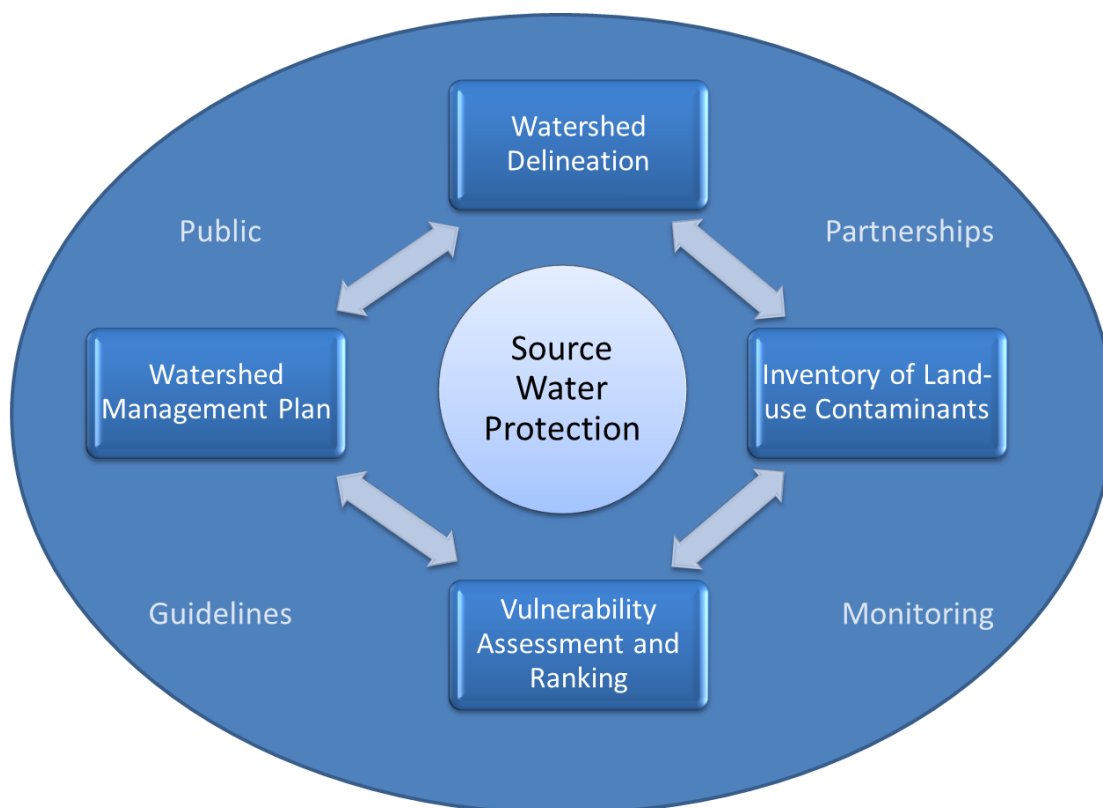 Watershed
Delineation
Public
Partnerships
Source
Water
Protection
Watershed
Management Plan
Inventory of Land-
use Contaminants
Guidelines
Vulnerability
Assessment and
Ranking
Monitoring